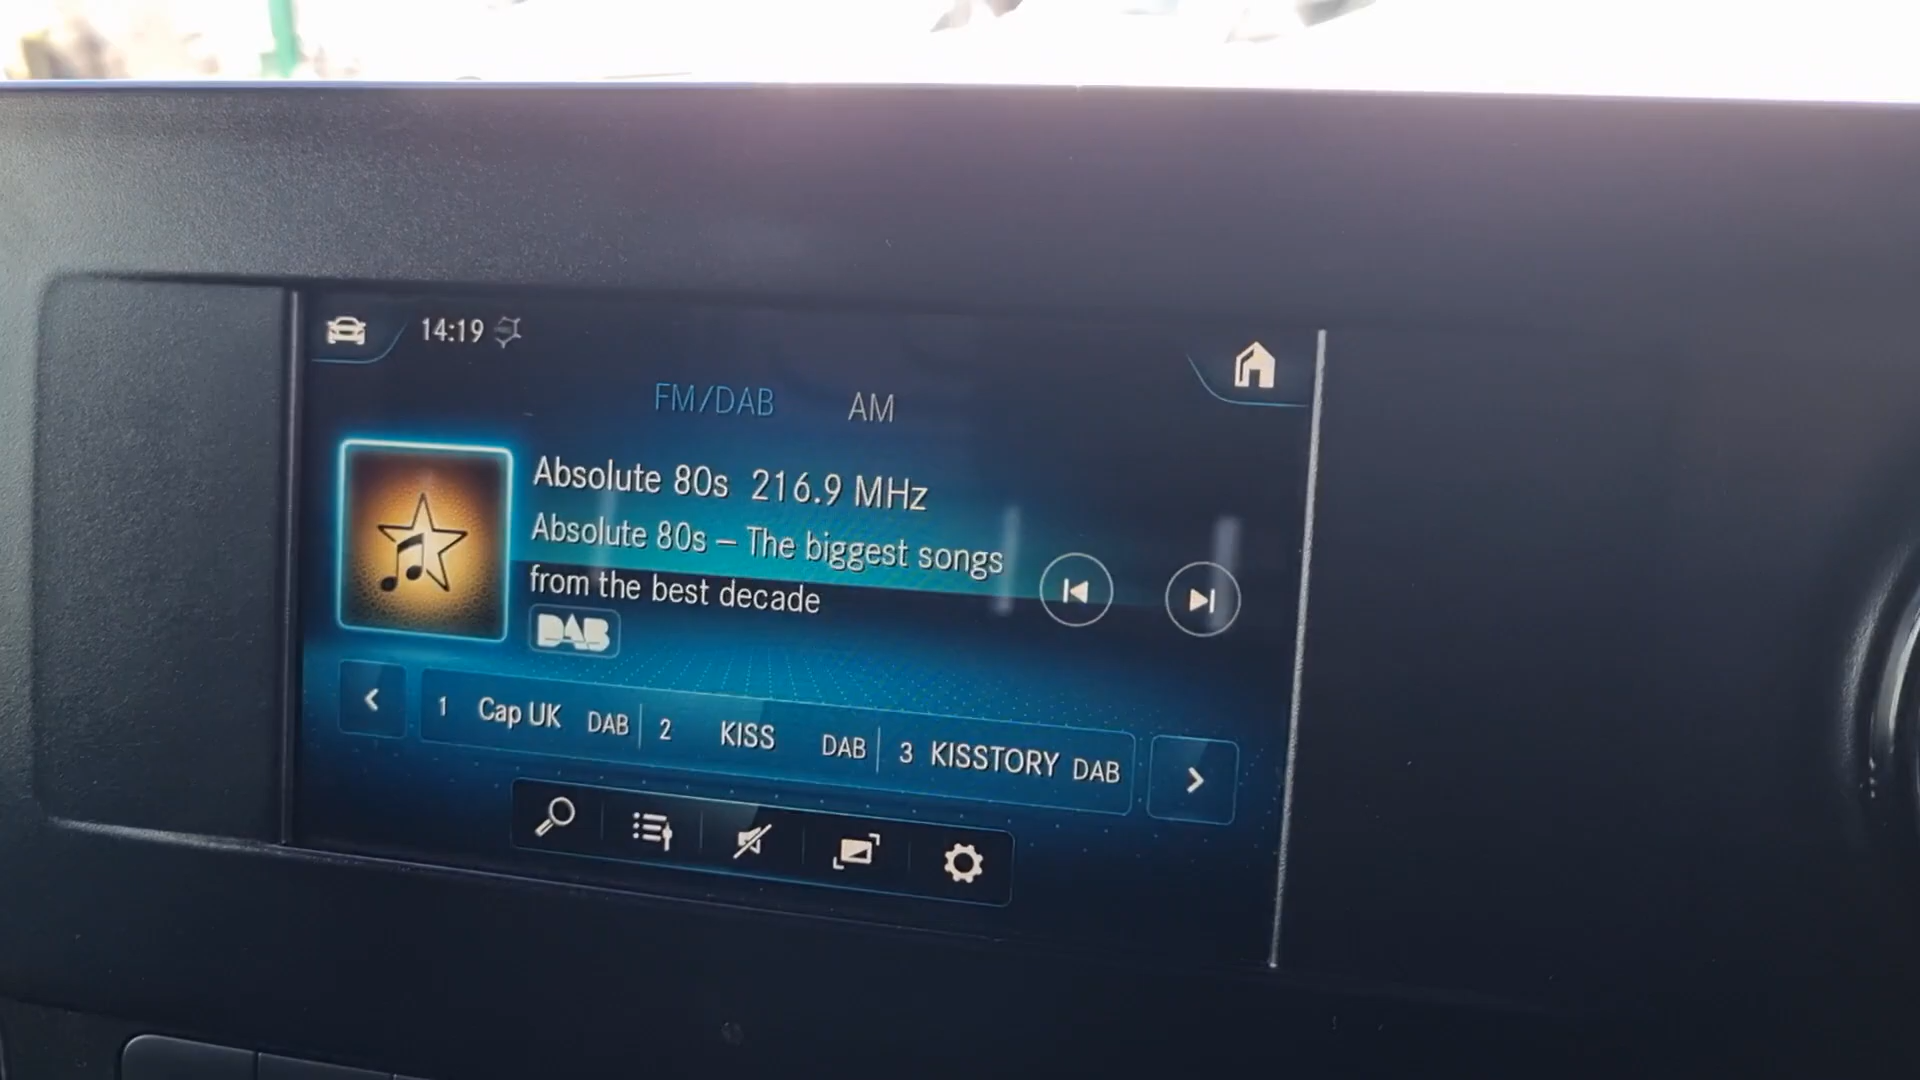 14:19
FM/DAB AM
Absolute 80s 216.9 MHz
Absolute 80s – The biggest songs
from the best decade
DAB
1 Cap UK DAB 2 KISS DAB 3 KISSTORY DAB